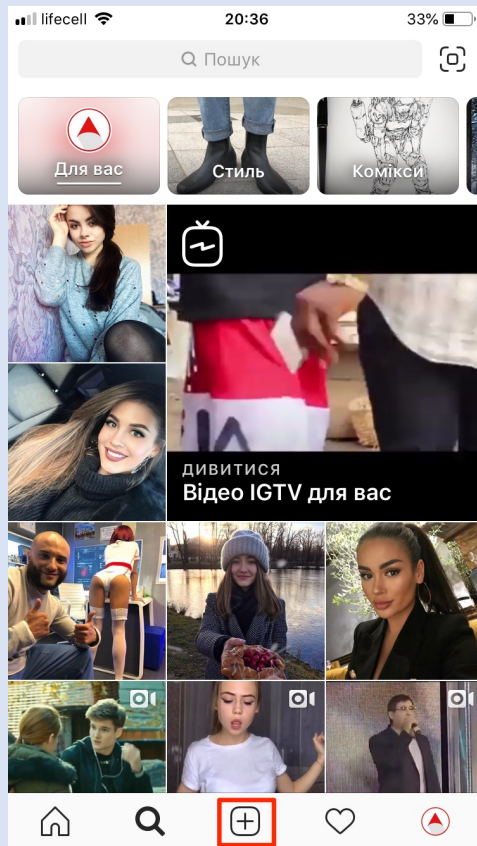 lifecell 20:36 33%
Пошук
Для вас Стиль Комікси
ДИВИТИСЯ
Відео IGTV для вас